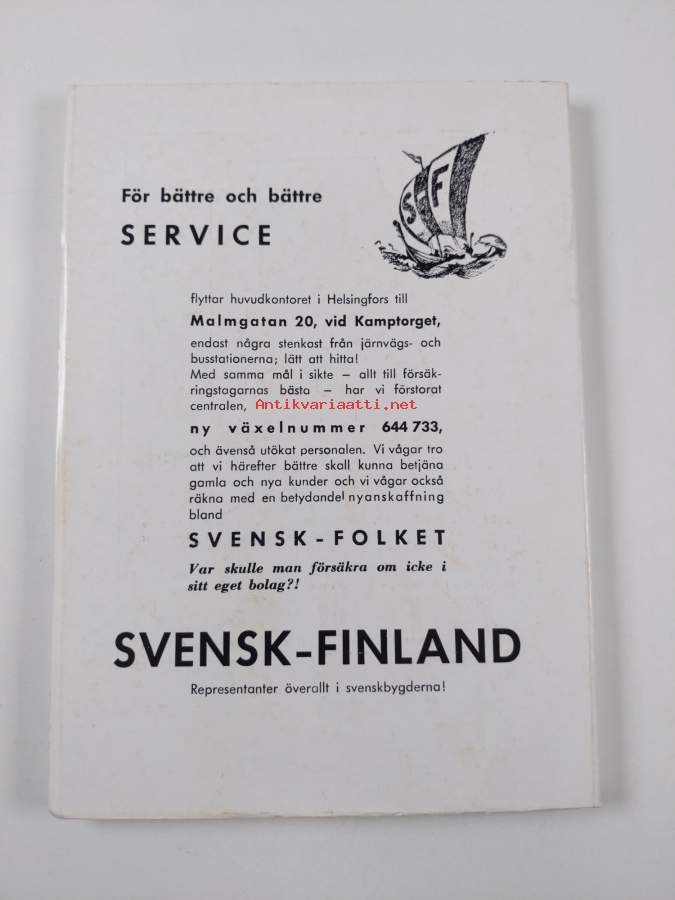 S F
För bättre och bättre
SERVICE
flyttar huvudkontoret i Helsingfors till
Malmgatan 20, vid Kamptorget,
endast några stenkast från järnvägs- och
busstationerna; lätt att hitta!
Med samma mål i sikte — allt till försäk-
ringstagarnas bästa — har vi förstorat
centralen,
Antikvariaatti.net
ny växelnummer 644 733,
och ävenså utökat personalen. Vi vågar tro
att vi härefter bättre skall kunna betjäna
gamla och nya kunder och vi vågar också
räkna med en betydande nyanskaffning
bland
SVENSK-FOLKET
Var skulle man försäkra om icke i
sitt eget bolag?!
SVENSK-FINLAND
Representanter överallt i svenskbygderna!